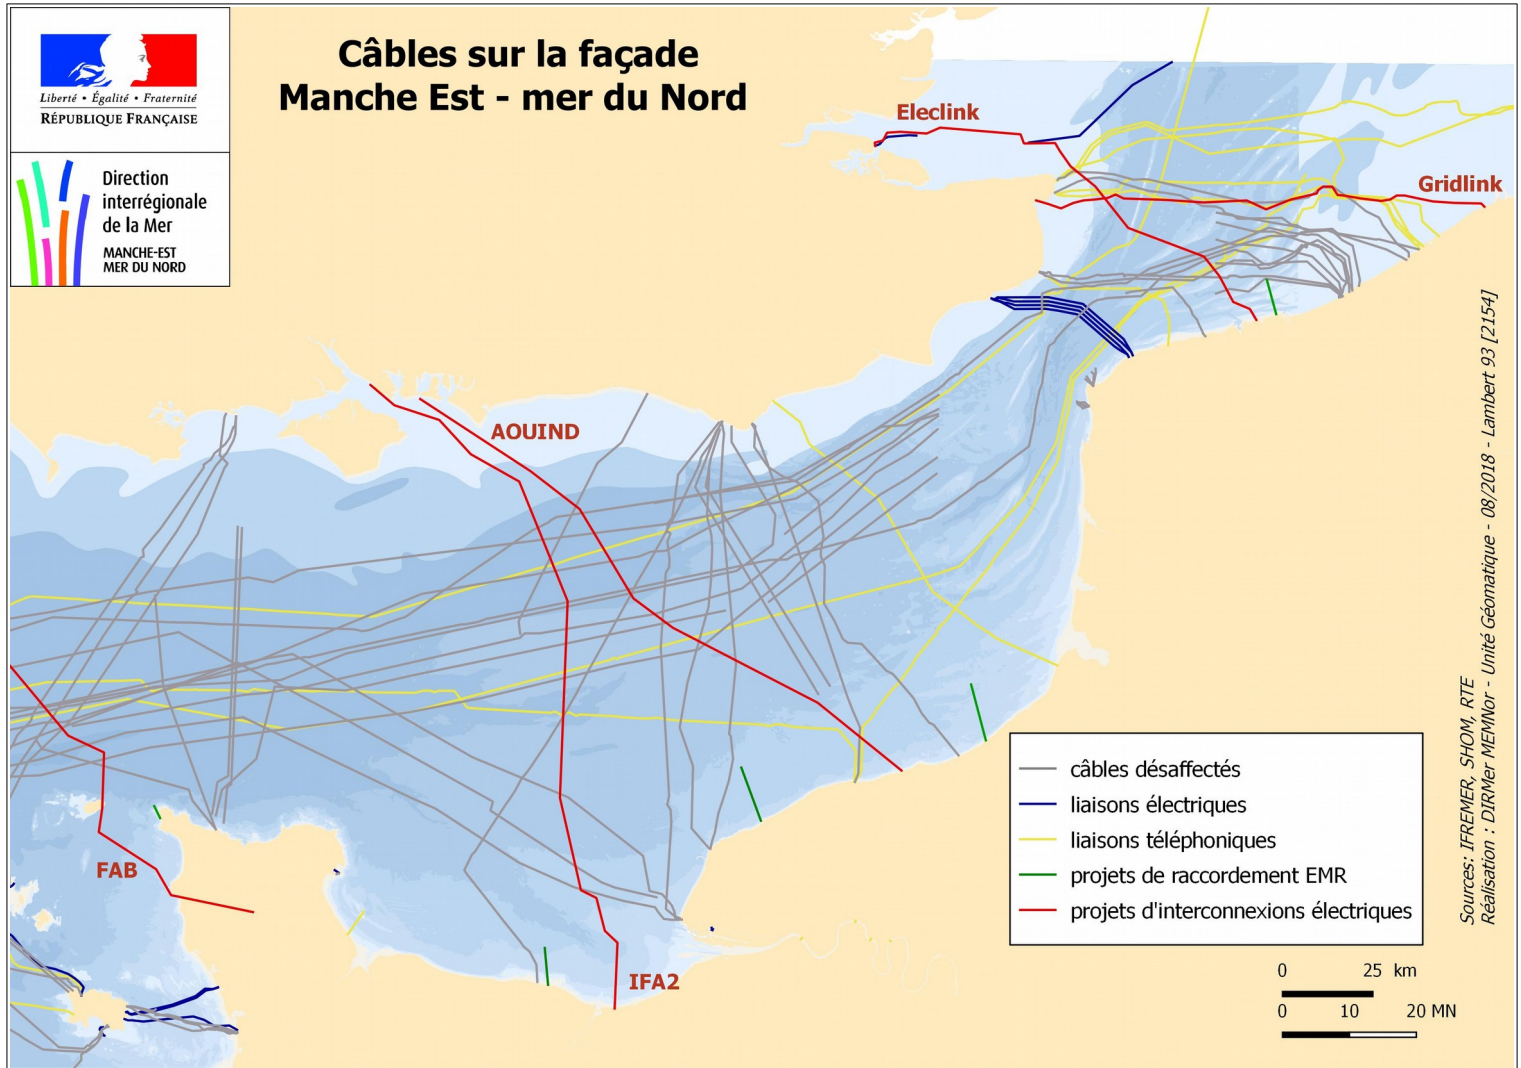 Câbles sur la façade
Manche Est - mer du Nord
Liberté • Égalité • Fraternité
RÉPUBLIQUE FRANÇAISE
Direction
interrégionale
de la Mer
MANCHE-EST
MER DU NORD
Eleclink
Gridlink
AOUIND
FAB
IFA2
câbles désaffectés
liaisons électriques
liaisons téléphoniques
projets de raccordement EMR
projets d'interconnexions électriques
0 25 km
0 10 20 MN
Sources: IFREMER, SHOM, RTE
Réalisation : DIRMer MEMNor - Unité Géomatique - 08/2018 - Lambert 93 [2154]